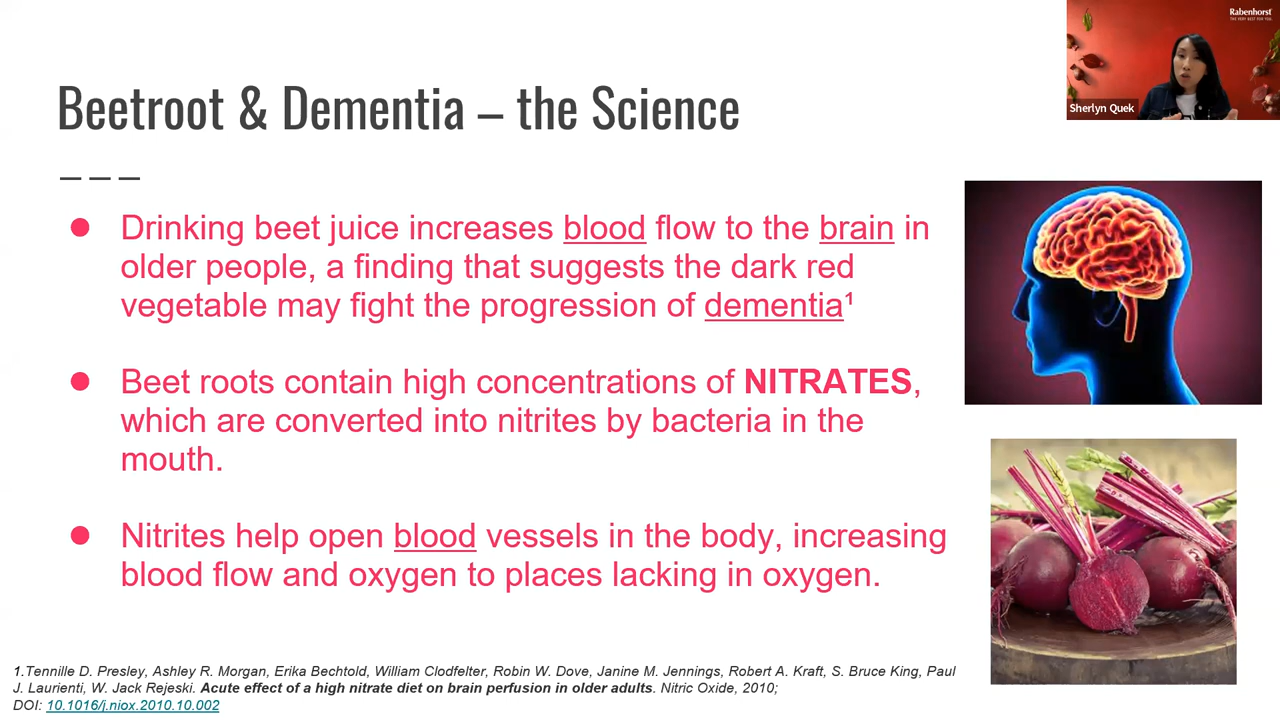 Rabenhorst
THE VERY BEST FOR YOU.
Sherlyn Quek
Beetroot & Dementia – the Science
● Drinking beet juice increases blood flow to the brain in
older people, a finding that suggests the dark red
vegetable may fight the progression of dementia¹
● Beet roots contain high concentrations of NITRATES,
which are converted into nitrites by bacteria in the
mouth.
● Nitrites help open blood vessels in the body, increasing
blood flow and oxygen to places lacking in oxygen.
1.Tennille D. Presley, Ashley R. Morgan, Erika Bechtold, William Clodfelter, Robin W. Dove, Janine M. Jennings, Robert A. Kraft, S. Bruce King, Paul
J. Laurienti, W. Jack Rejeski. Acute effect of a high nitrate diet on brain perfusion in older adults. Nitric Oxide, 2010;
DOI: 10.1016/j.niox.2010.10.002